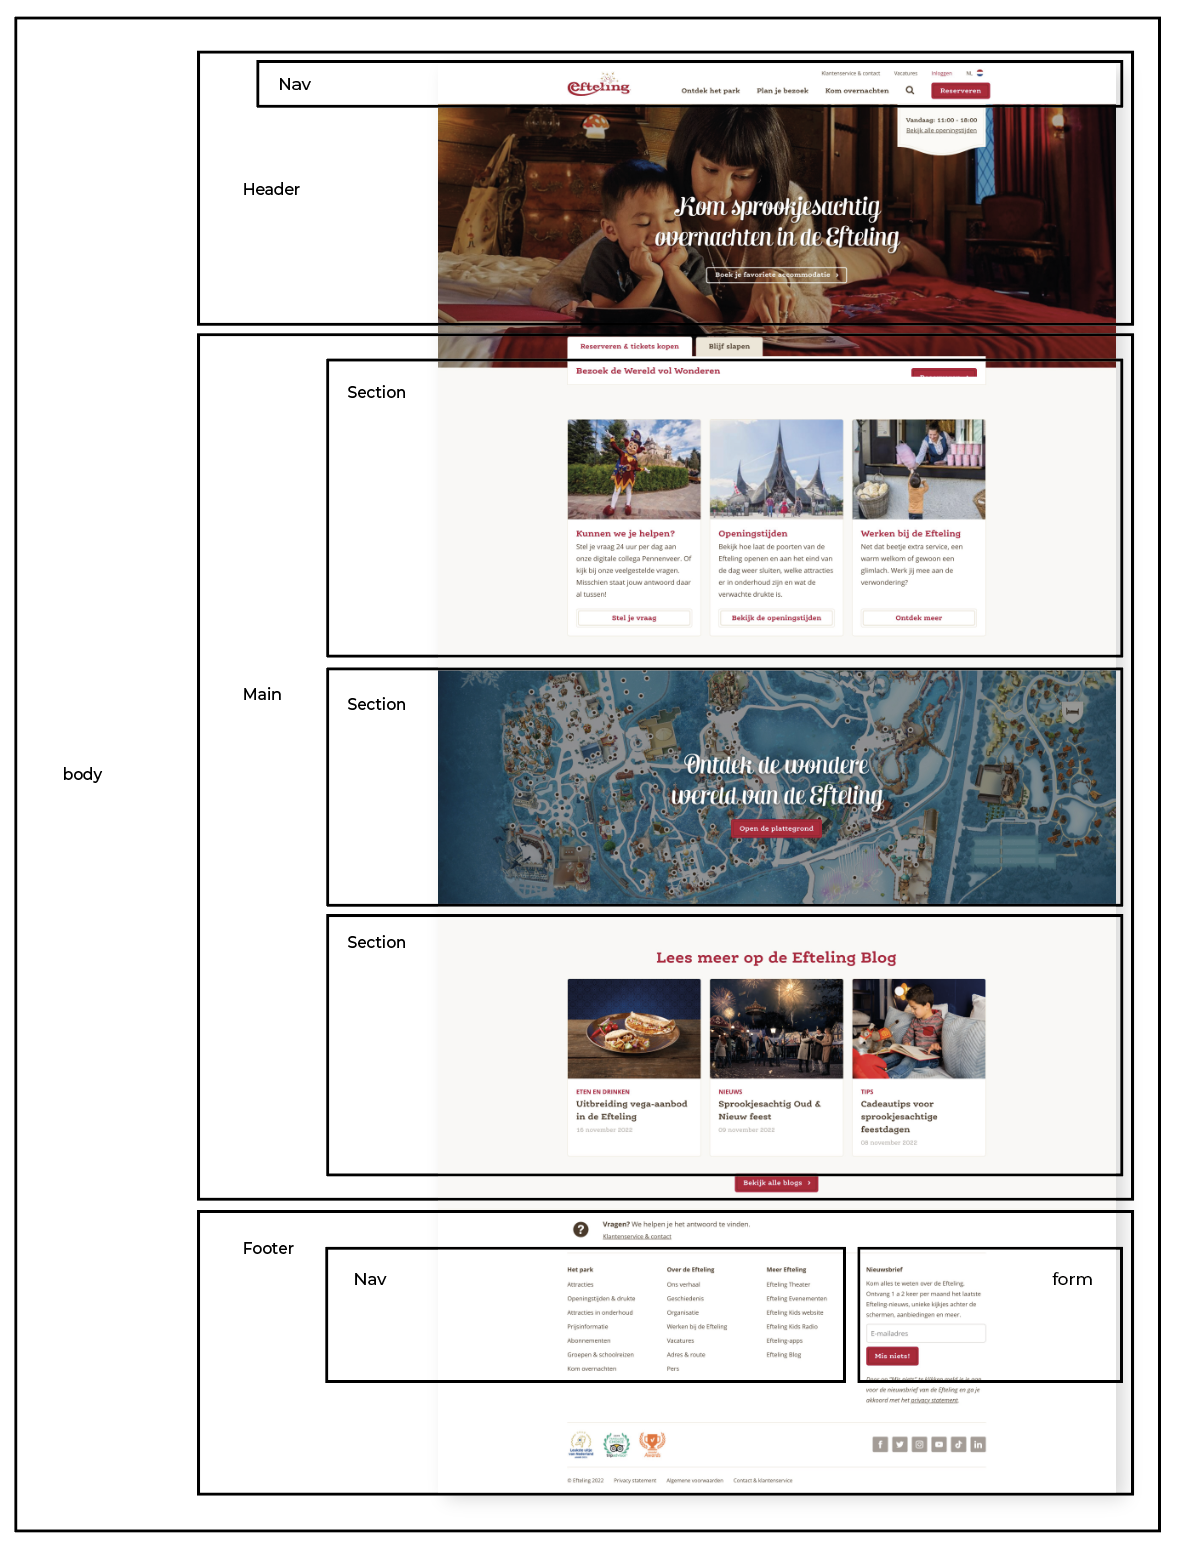 Nav
Efteling
Klantenservice & contact Vacatures Inloggen NL
Ontdek het park Plan je bezoek Kom overnachten Reserveren
Vandaag: 11:00 - 18:00
Bekijk alle openingstijden
Header
Kom sprookjesachtig
overnachten in de Efteling
Boek je favoriete accommodatie
Reserveren & tickets kopen Blijf slapen
Bezoek de Wereld vol Wonderen
Section
Kunnen we je helpen?
Stel je vraag 24 uur per dag aan
onze digitale collega Pennenveer. Of
kijk bij onze veelgestelde vragen.
Misschien staat jouw antwoord daar
al tussen!
Stel je vraag
Openingstijden
Bekijk hoe laat de poorten van de
Efteling openen en aan het eind van
de dag weer sluiten, welke attracties
er in onderhoud zijn en wat de
verwachte drukte is.
Bekijk de openingstijden
Werken bij de Efteling
Net dat beetje extra service, een
warm welkom of gewoon een
glimlach. Werk jij mee aan de
verwondering?
Ontdek meer
Main
Section
Ontdek de wondere
wereld van de Efteling
Open de plattegrond
body
Section
Lees meer op de Efteling Blog
ETEN EN DRINKEN
Uitbreiding vega-aanbod
in de Efteling
16 november 2022
NIEUWS
Sprookjesachtig Oud &
Nieuw feest
09 november 2022
TIPS
Cadeautips voor
sprookjesachtige
feestdagen
08 november 2022
Bekijk alle blogs
Footer
Vragen? We helpen je het antwoord te vinden.
Klantenservice & contact
Nav
Het park
Attracties
Openingstijden & drukte
Attracties in onderhoud
Prijsinformatie
Abonnementen
Groepen & schoolreizen
Kom overnachten
Over de Efteling
Ons verhaal
Geschiedenis
Organisatie
Werken bij de Efteling
Vacatures
Adres & route
Pers
Meer Efteling
Efteling Theater
Efteling Evenementen
Efteling Kids website
Efteling Kids Radio
Efteling-apps
Efteling Blog
form
Nieuwsbrief
Kom alles te weten over de Efteling.
Ontvang 1 a 2 keer per maand het laatste
Efteling-nieuws, unieke kijkjes achter de
schermen, aanbiedingen en meer.
E-mailadres
Mis niets!
Door op "Mis niets" te klikken meld je je aan
voor de nieuwsbrief van de Efteling en ga je
akkoord met het privacy statement.
© Efteling 2022 Privacy statement Algemene voorwaarden Contact & klantenservice